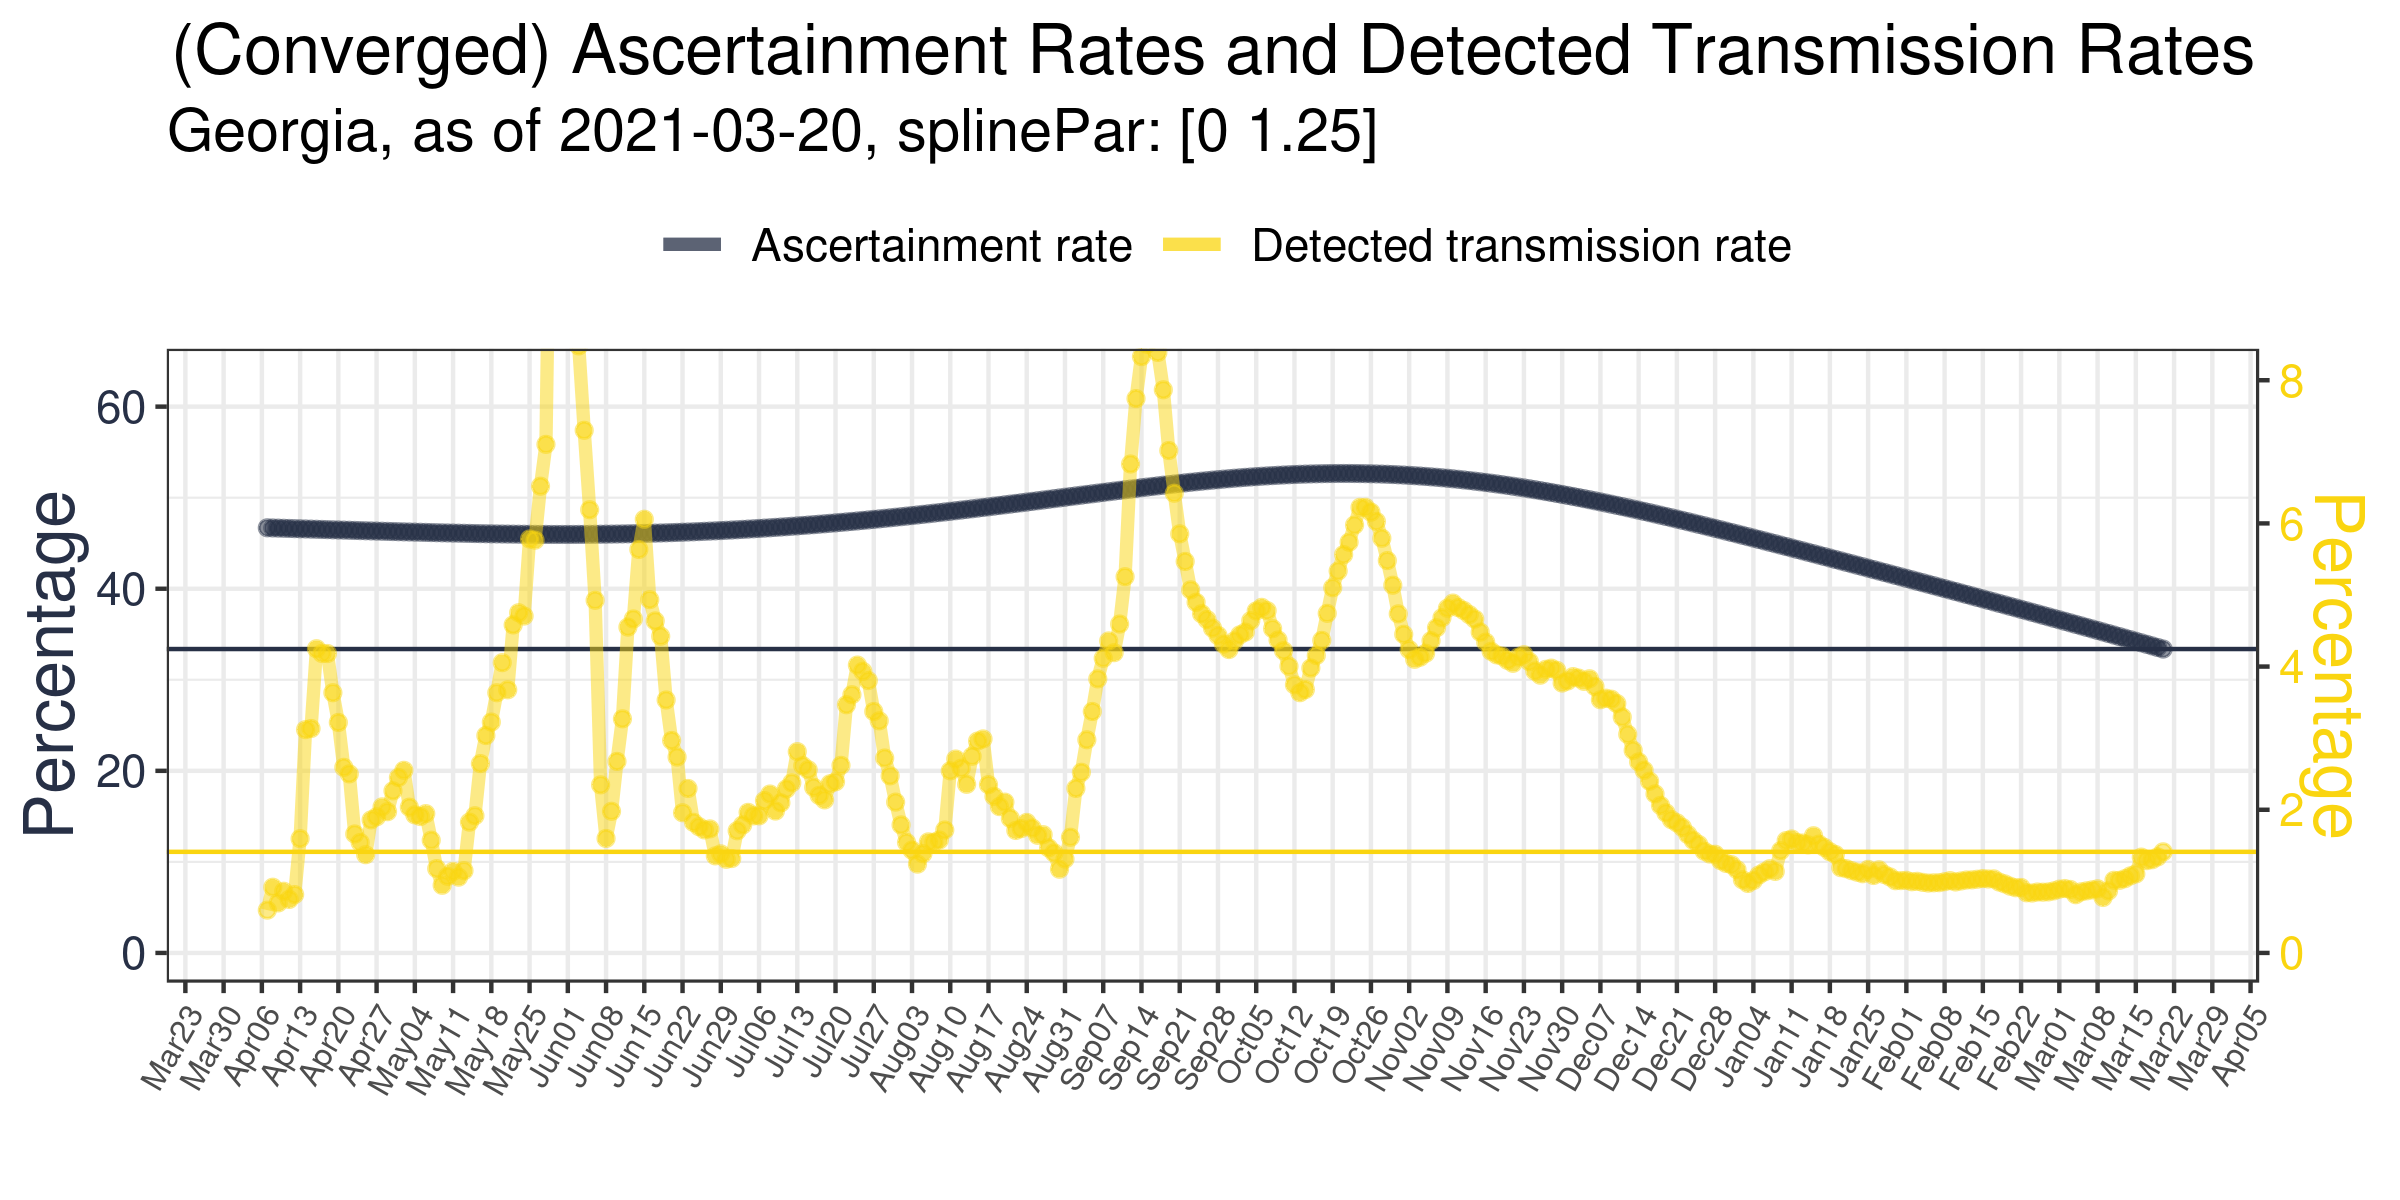 (Converged) Ascertainment Rates and Detected Transmission Rates
Georgia, as of 2021-03-20, splinePar: [0 1.25]
Ascertainment rate
Detected transmission rate
Percentage
60
40
20
0
8
6
4
2
0
Percentage
Mar23
Mar30
Apr06
Apr13
Apr20
Apr27
May04
May11
May18
May25
Jun01
Jun08
Jun15
Jun22
Jun29
Jul06
Jul13
Jul20
Jul27
Aug03
Aug10
Aug17
Aug24
Aug31
Sep07
Sep14
Sep21
Sep28
Oct05
Oct12
Oct19
Oct26
Nov02
Nov09
Nov16
Nov23
Nov30
Dec07
Dec14
Dec21
Dec28
Jan04
Jan11
Jan18
Jan25
Feb01
Feb08
Feb15
Feb22
Mar01
Mar08
Mar15
Mar22
Mar29
Apr05